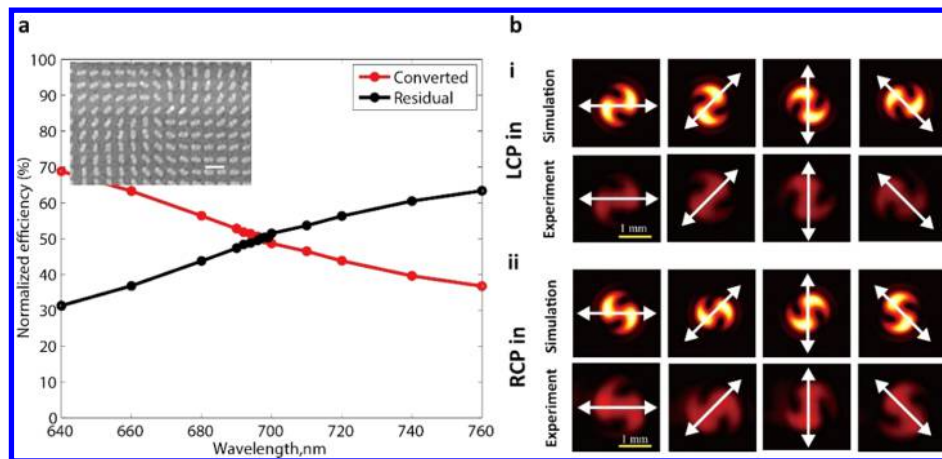 a
100
90
80
70
60
50
40
30
20
10
0
Normalized efficiency (%)
Converted
Residual
640 660 680 700 720 740 760
Wavelength,nm
b
i
LCP in
Simulation
Experiment
1 mm
ii
RCP in
Simulation
Experiment
1 mm